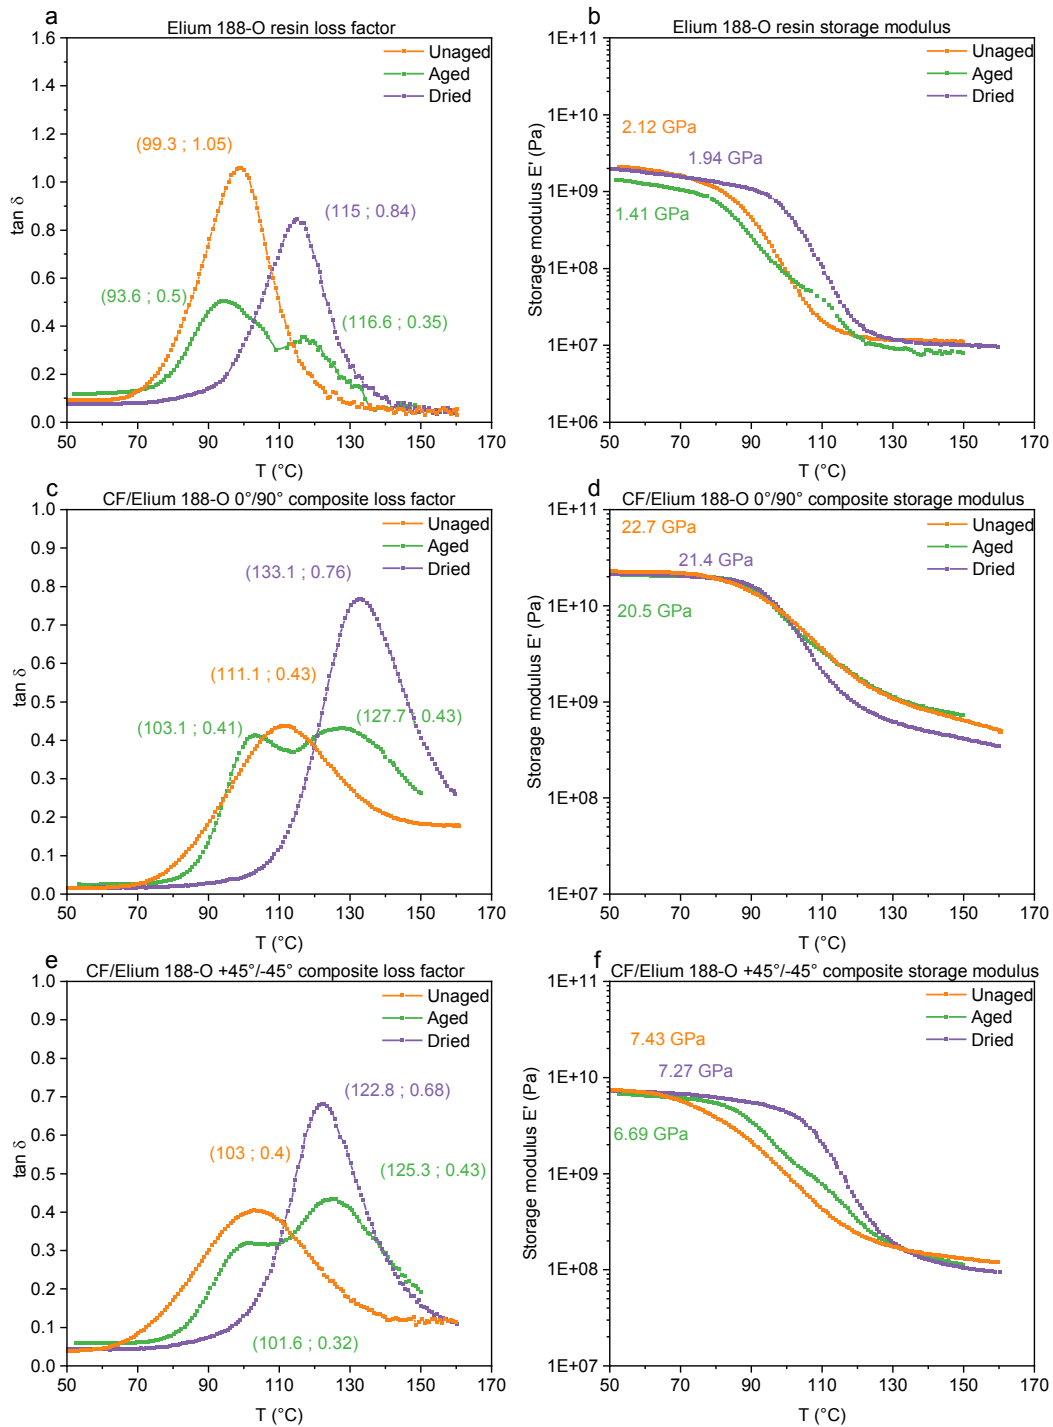 a
Elium 188-O resin loss factor
1.6
1.4
1.2
1.0
0.8
0.6
0.4
0.2
0.0
tan δ
Unaged
Aged
Dried
(99.3 ; 1.05)
(115 ; 0.84)
(93.6 ; 0.5)
(116.6 ; 0.35)
50 70 90 110 130 150 170
T (°C)
b
Elium 188-O resin storage modulus
1E+11
1E+10
1E+09
1E+08
1E+07
1E+06
Storage modulus E' (Pa)
Unaged
Aged
Dried
2.12 GPa
1.94 GPa
1.41 GPa
50 70 90 110 130 150 170
T (°C)
c
CF/Elium 188-O 0°/90° composite loss factor
1.0
0.9
0.8
0.7
0.6
0.5
0.4
0.3
0.2
0.1
0.0
tan δ
Unaged
Aged
Dried
(133.1 ; 0.76)
(111.1 ; 0.43)
(103.1 ; 0.41)
(127.7 ; 0.43)
50 70 90 110 130 150 170
T (°C)
d
CF/Elium 188-O 0°/90° composite storage modulus
1E+11
1E+10
1E+09
1E+08
1E+07
Storage modulus E' (Pa)
Unaged
Aged
Dried
22.7 GPa
21.4 GPa
20.5 GPa
50 70 90 110 130 150 170
T (°C)
e
CF/Elium 188-O +45°/-45° composite loss factor
1.0
0.9
0.8
0.7
0.6
0.5
0.4
0.3
0.2
0.1
0.0
tan δ
Unaged
Aged
Dried
(122.8 ; 0.68)
(103 ; 0.4)
(125.3 ; 0.43)
(101.6 ; 0.32)
50 70 90 110 130 150 170
T (°C)
f
CF/Elium 188-O +45°/-45° composite storage modulus
1E+11
1E+10
1E+09
1E+08
1E+07
Storage modulus E' (Pa)
Unaged
Aged
Dried
7.43 GPa
7.27 GPa
6.69 GPa
50 70 90 110 130 150 170
T (°C)